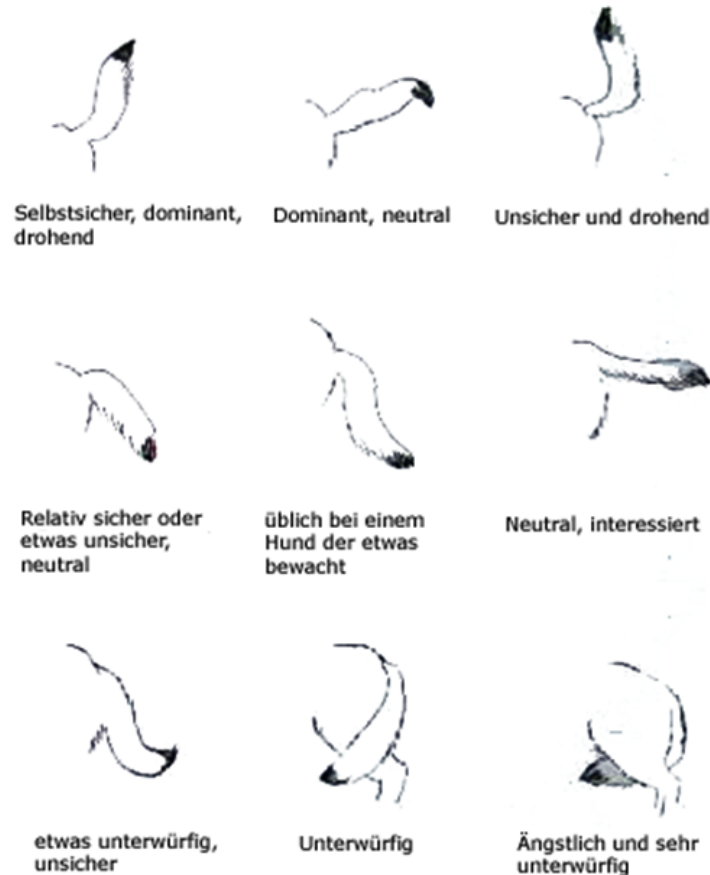 Selbstsicher, dominant,
drohend
Dominant, neutral
Unsicher und drohend
Relativ sicher oder
etwas unsicher,
neutral
üblich bei einem
Hund der etwas
bewacht
Neutral, interessiert
etwas unterwürfig,
unsicher
Unterwürfig
Ängstlich und sehr
unterwürfig